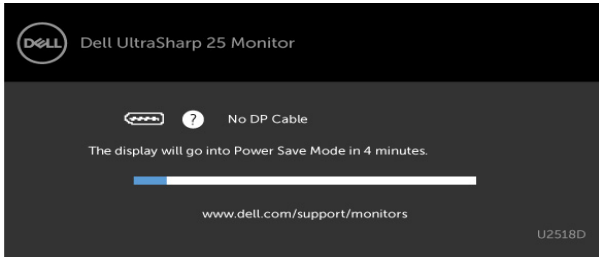 DELL Dell UltraSharp 25 Monitor
? No DP Cable
The display will go into Power Save Mode in 4 minutes.
www.dell.com/support/monitors
U2518D